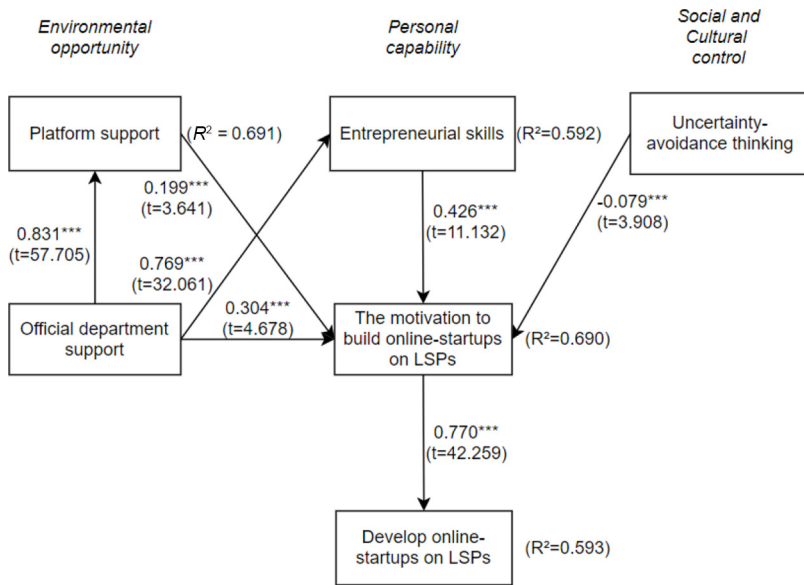 Environmental
opportunity
Personal
capability
Social and
Cultural
control
Platform support
(R² = 0.691)
Entrepreneurial skills
(R²=0.592)
Uncertainty-
avoidance thinking
0.199***
(t=3.641)
0.426***
(t=11.132)
-0.079***
(t=3.908)
0.831***
(t=57.705)
0.769***
(t=32.061)
0.304***
(t=4.678)
Official department
support
The motivation to
build online-startups
on LSPs
(R²=0.690)
0.770***
(t=42.259)
Develop online-
startups on LSPs
(R²=0.593)